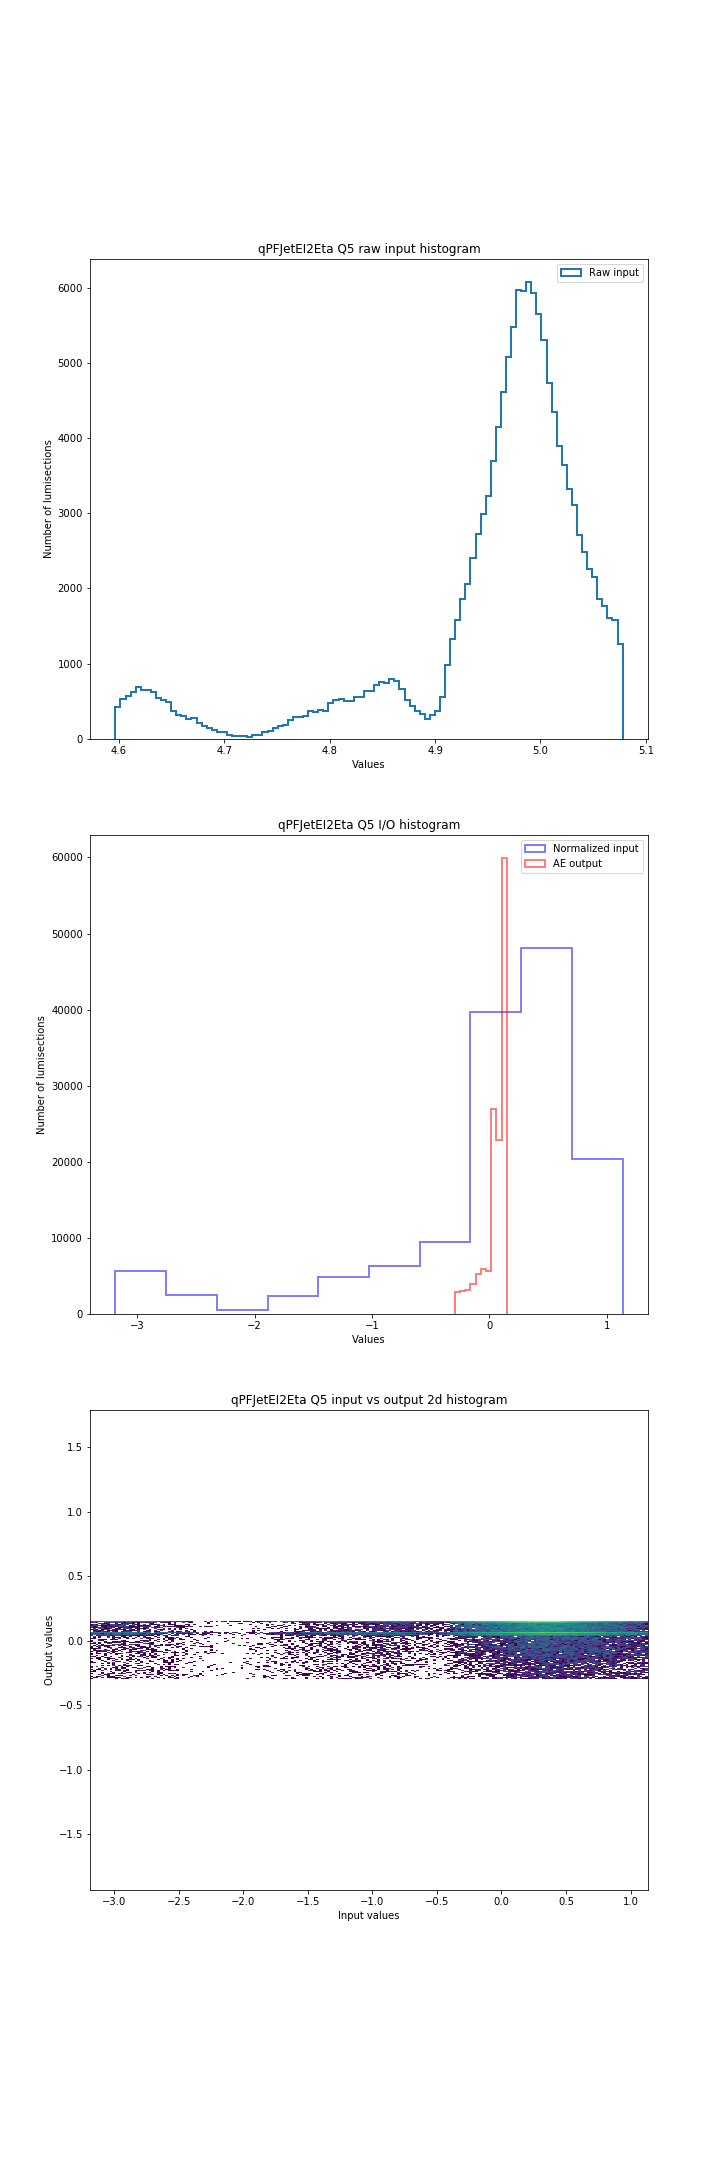 qPFJetEI2Eta Q5 raw input histogram
Raw input
6000
5000
4000
3000
2000
1000
0
Number of lumisections
4.6 4.7 4.8 4.9 5.0 5.1
Values
qPFJetEI2Eta Q5 I/O histogram
Normalized input
AE output
60000
50000
40000
30000
20000
10000
0
Number of lumisections
−3 −2 −1 0 1
Values
qPFJetEI2Eta Q5 input vs output 2d histogram
1.5
1.0
0.5
0.0
−0.5
−1.0
−1.5
Output values
−3.0 −2.5 −2.0 −1.5 −1.0 −0.5 0.0 0.5 1.0
Input values